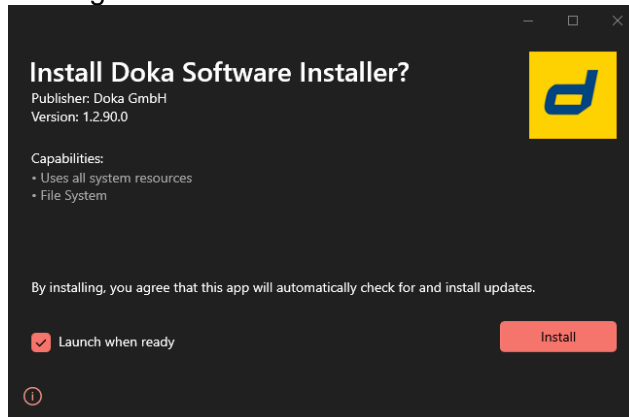 Install Doka Software Installer?
Publisher: Doka GmbH
Version: 1.2.90.0
d
Capabilities:
• Uses all system resources
• File System
By installing, you agree that this app will automatically check for and install updates.
Launch when ready
Install